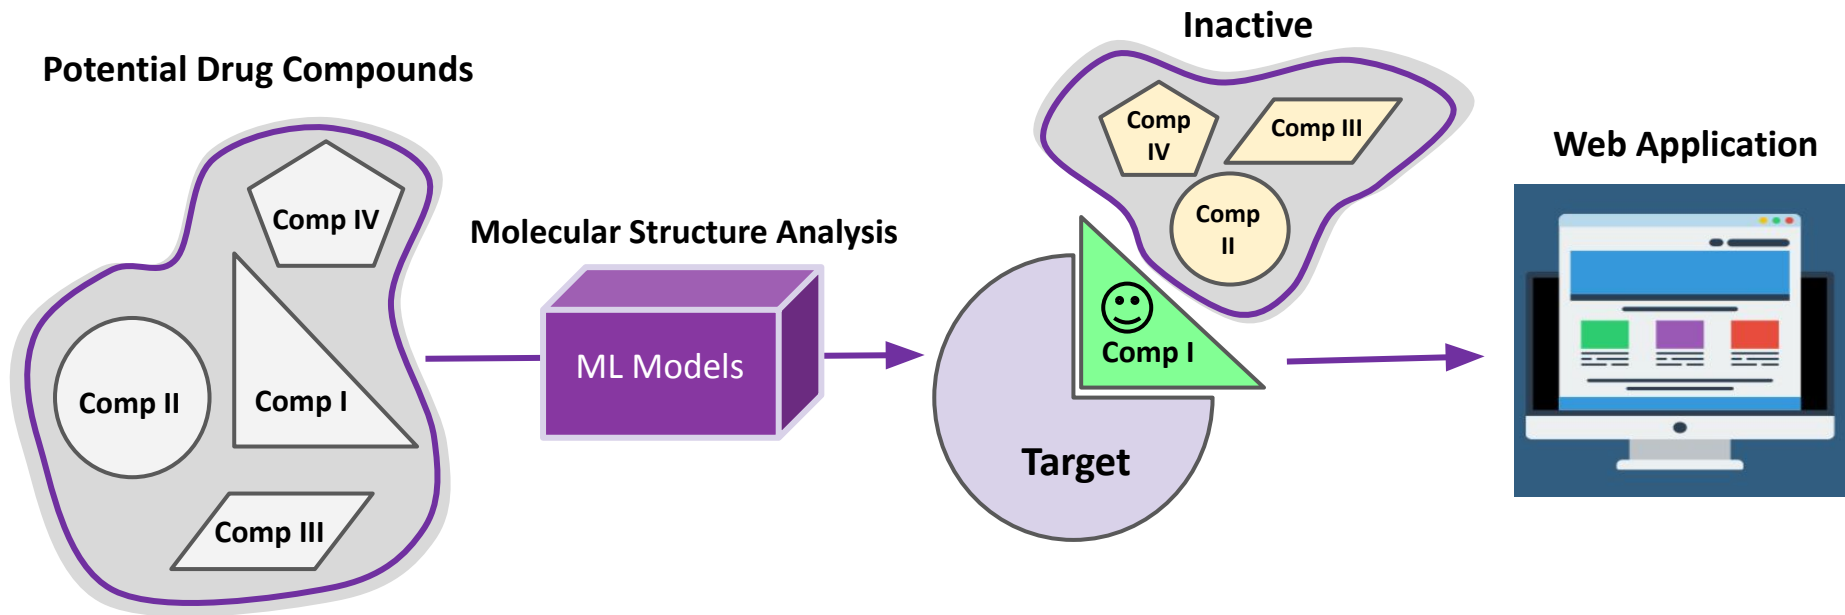 Potential Drug Compounds
Comp IV
Comp I
Comp II
Comp III
Molecular Structure Analysis
ML Models
Inactive
Comp
IV
Comp III
Comp
II
Comp I
Target
Web Application